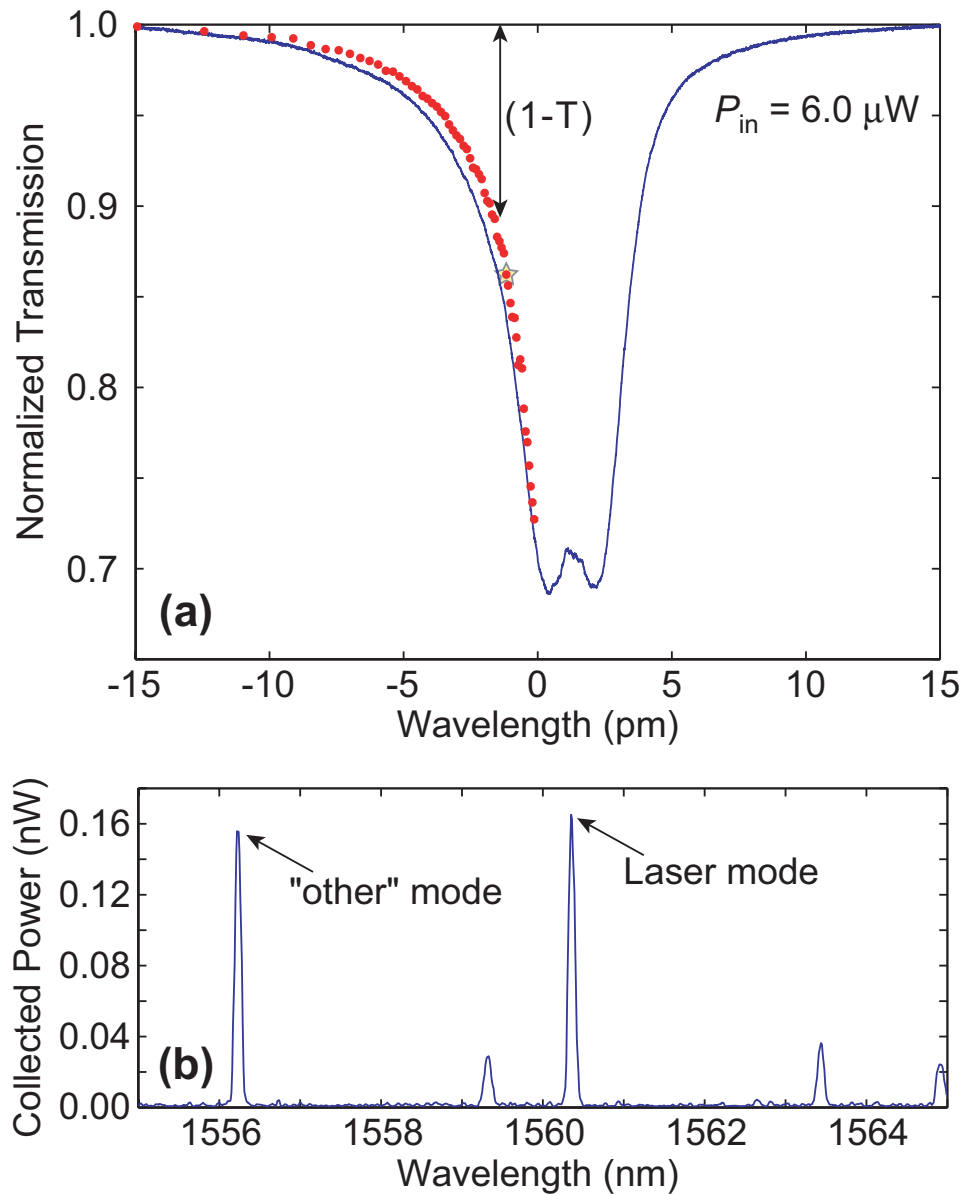 1.0
0.9
0.8
0.7
Normalized Transmission
(1-T)
P_in = 6.0 μW
(a)
-15 -10 -5 0 5 10 15
Wavelength (pm)
0.16
0.12
0.08
0.04
0.00
Collected Power (nW)
"other" mode
Laser mode
(b)
1556 1558 1560 1562 1564
Wavelength (nm)